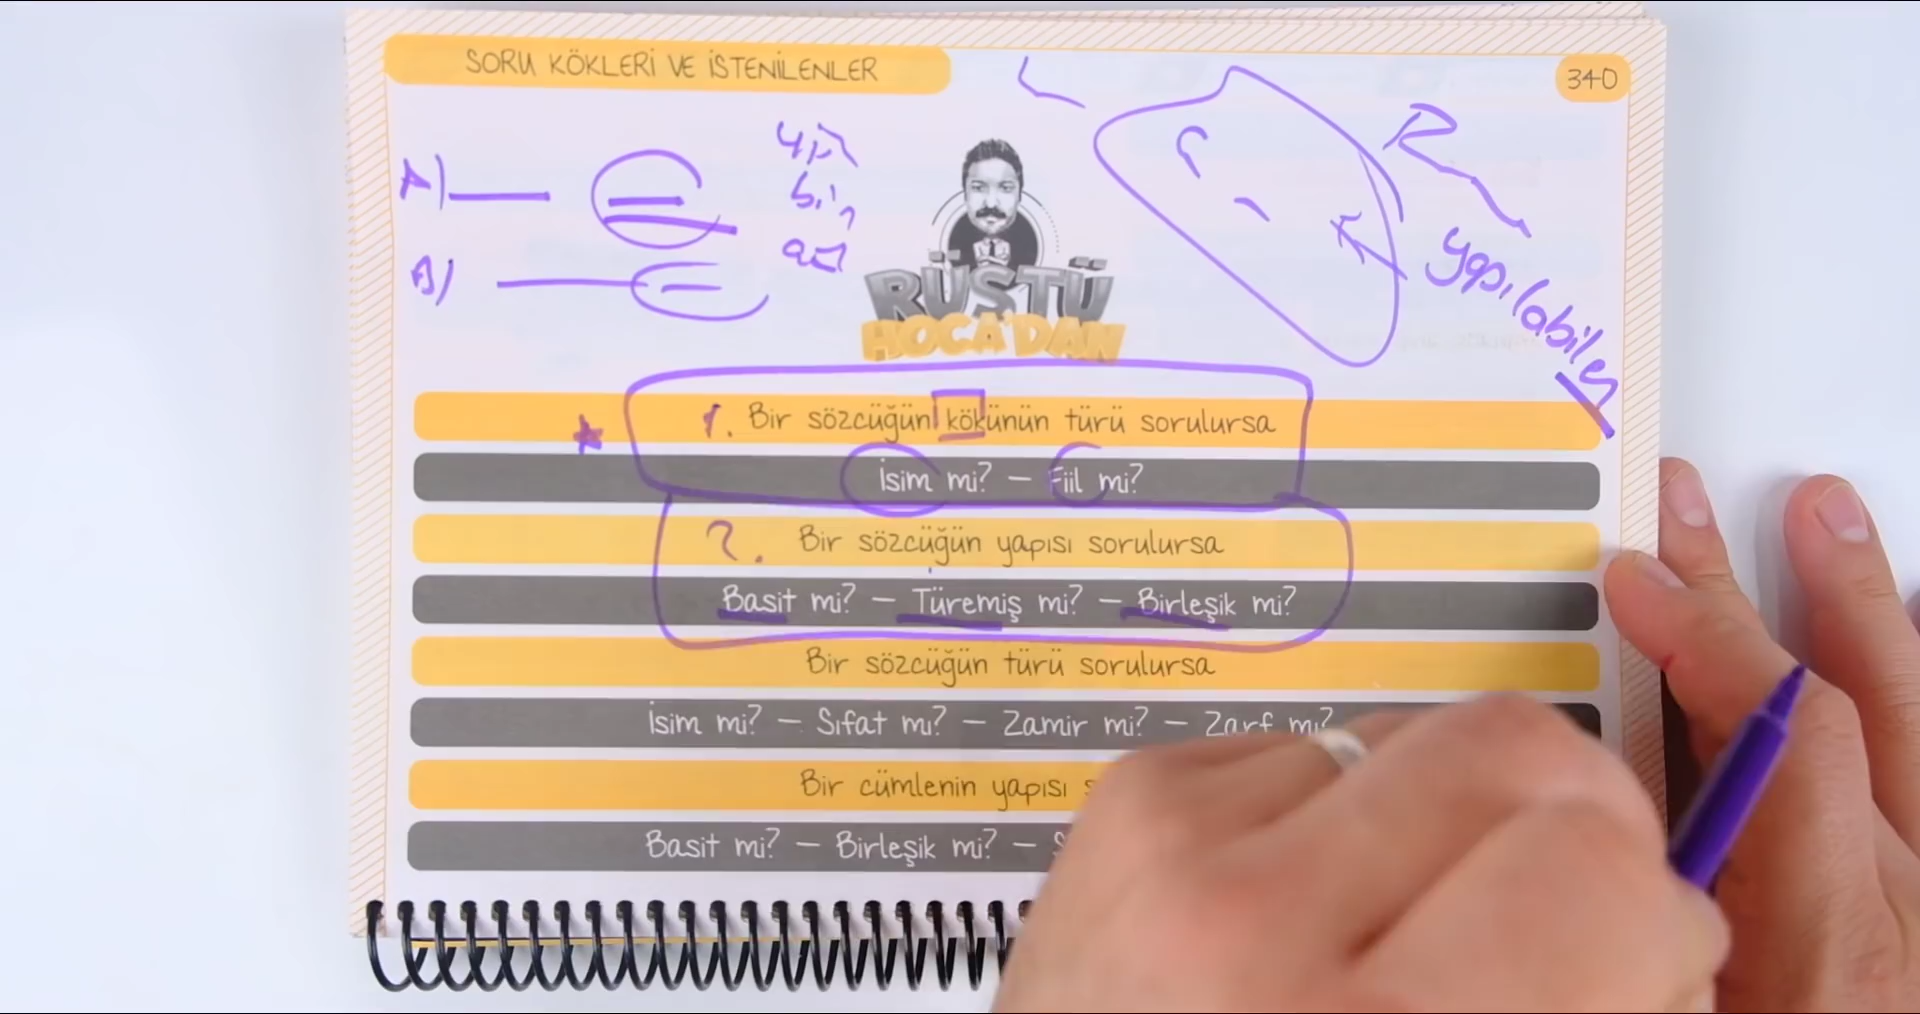 SORU KÖKLERİ VE İSTENİLENLER
340
A)
B)
yapılabilen
RÜŞTÜ
HOCA'DAN
1. Bir sözcüğün kökünün türü sorulursa
İsim mi? – Fiil mi?
2. Bir sözcüğün yapısı sorulursa
Basit mi? – Türemiş mi? – Birleşik mi?
Bir sözcüğün türü sorulursa
İsim mi? – Sıfat mı? – Zamir mi? – Zarf mı?
Bir cümlenin yapısı
Basit mi? – Birleşik mi? –